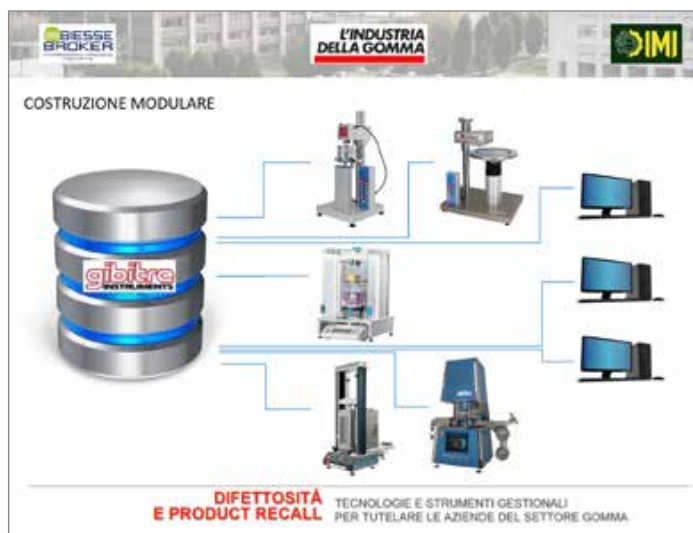 BIESSE
BROKER
L'INDUSTRIA
DELLA GOMMA
DIMI
COSTRUZIONE MODULARE
gibitre
INSTRUMENTS
DIFETTOSITÀ
E PRODUCT RECALL
TECNOLOGIE E STRUMENTI GESTIONALI
PER TUTELARE LE AZIENDE DEL SETTORE GOMMA